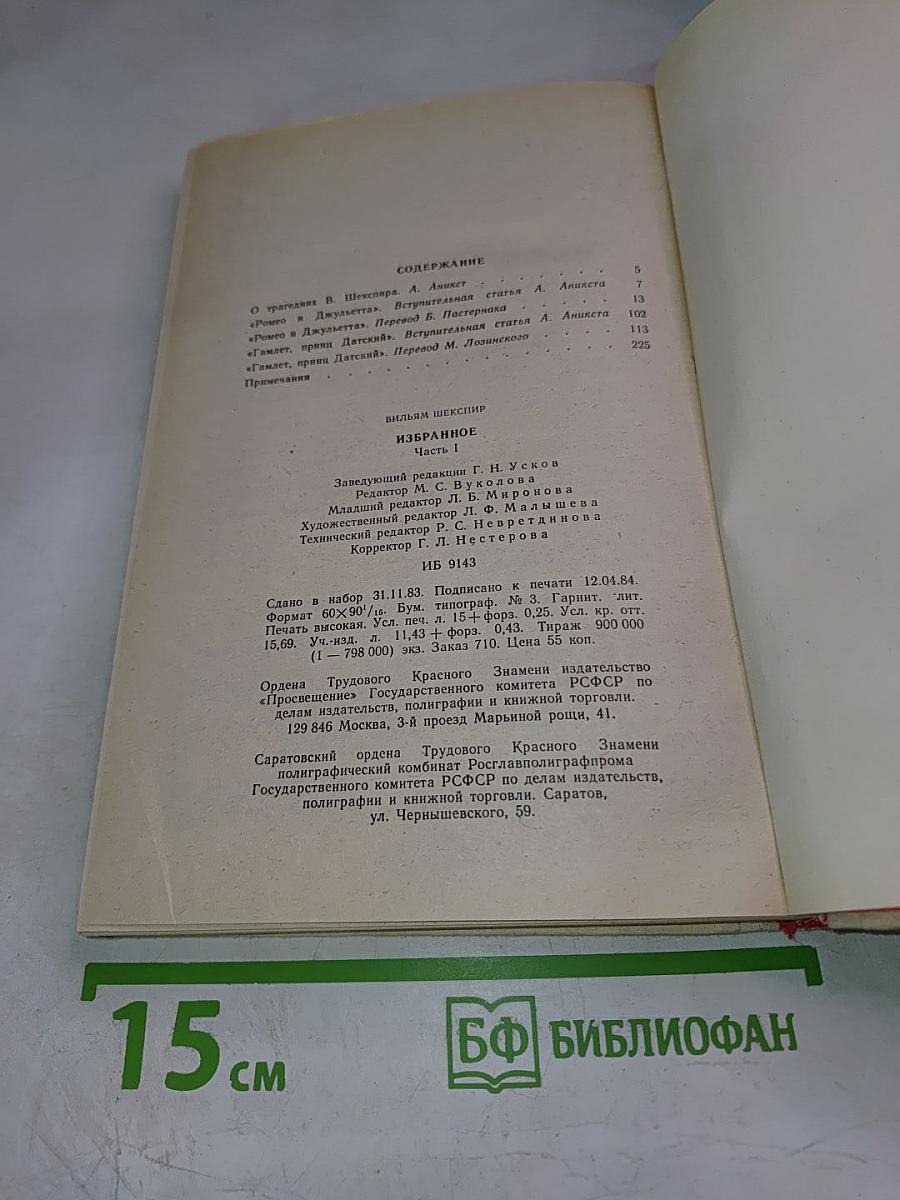 СОДЕРЖАНИЕ
О трагедиях В. Шекспира. А. Аникст . . . . . . . 5
«Ромео и Джульетта». Вступительная статья А. Аникста 7
«Ромео и Джульетта». Перевод Б. Пастернака . . . . . 13
«Гамлет, принц Датский». Вступительная статья А. Аникста 102
«Гамлет, принц Датский». Перевод М. Лозинского . . . . 113
Примечания . . . . . . . . . . . . . 225
ВИЛЬЯМ ШЕКСПИР
ИЗБРАННОЕ
Часть I
Заведующий редакции Г. Н. Усков
Редактор М. С. Вуколова
Младший редактор Л. Б. Миронова
Художественный редактор Л. Ф. Малышева
Технический редактор Р. С. Невретдинова
Корректор Г. Л. Нестерова
ИБ 9143
Сдано в набор 31.11.83. Подписано к печати 12.04.84.
Формат 60×90¹/₁₆. Бум. типограф. № 3. Гарнит. лит.
Печать высокая. Усл. печ. л. 15+форз. 0,25. Усл. кр. отт.
15,69. Уч.-изд. л. 11,43+форз. 0,43. Тираж 900 000
(1 — 798 000) экз. Заказ 710. Цена 55 коп.
Ордена Трудового Красного Знамени издательство
«Просвещение» Государственного комитета РСФСР по
делам издательств, полиграфии и книжной торговли.
129 846 Москва, 3-й проезд Марьиной рощи, 41.
Саратовский ордена Трудового Красного Знамени
полиграфический комбинат Росглавполиграфпрома
Государственного комитета РСФСР по делам издательств,
полиграфии и книжной торговли. Саратов,
ул. Чернышевского, 59.
15 см
БФ БИБЛИОФАН